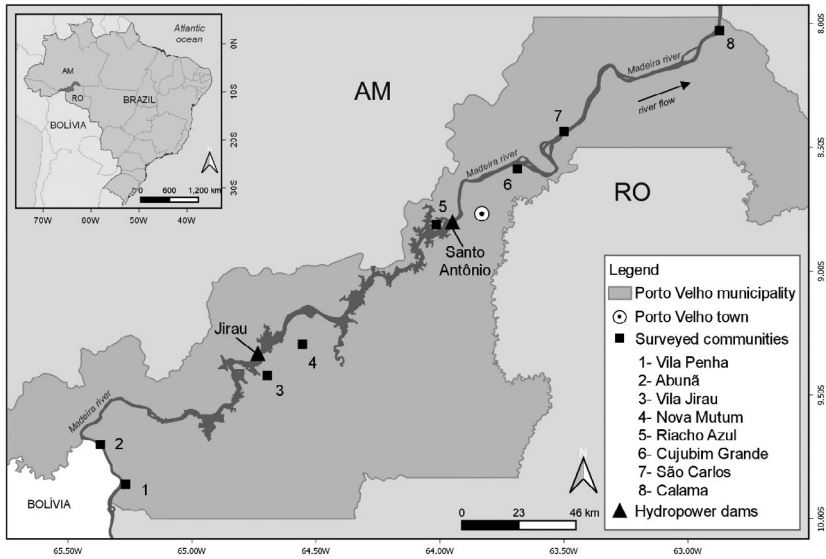 Atlantic
ocean
0N
AM
RO
BRAZIL
10S
BOLÍVIA
20S
N
0 600 1,200 km
30S
70W 60W 50W 40W
8.00S
8
AM
Madeira river
river flow
7
8.50S
Madeira river
6
RO
5
Santo
Antônio
9.00S
Jirau
4
3
9.50S
Madeira river
2
1
BOLÍVIA
N
0 23 46 km
10.00S
65.50W 65.00W 64.50W 64.00W 63.50W 63.00W
Legend
Porto Velho municipality
Porto Velho town
Surveyed communities
1- Vila Penha
2- Abunã
3- Vila Jirau
4- Nova Mutum
5- Riacho Azul
6- Cujubim Grande
7- São Carlos
8- Calama
Hydropower dams